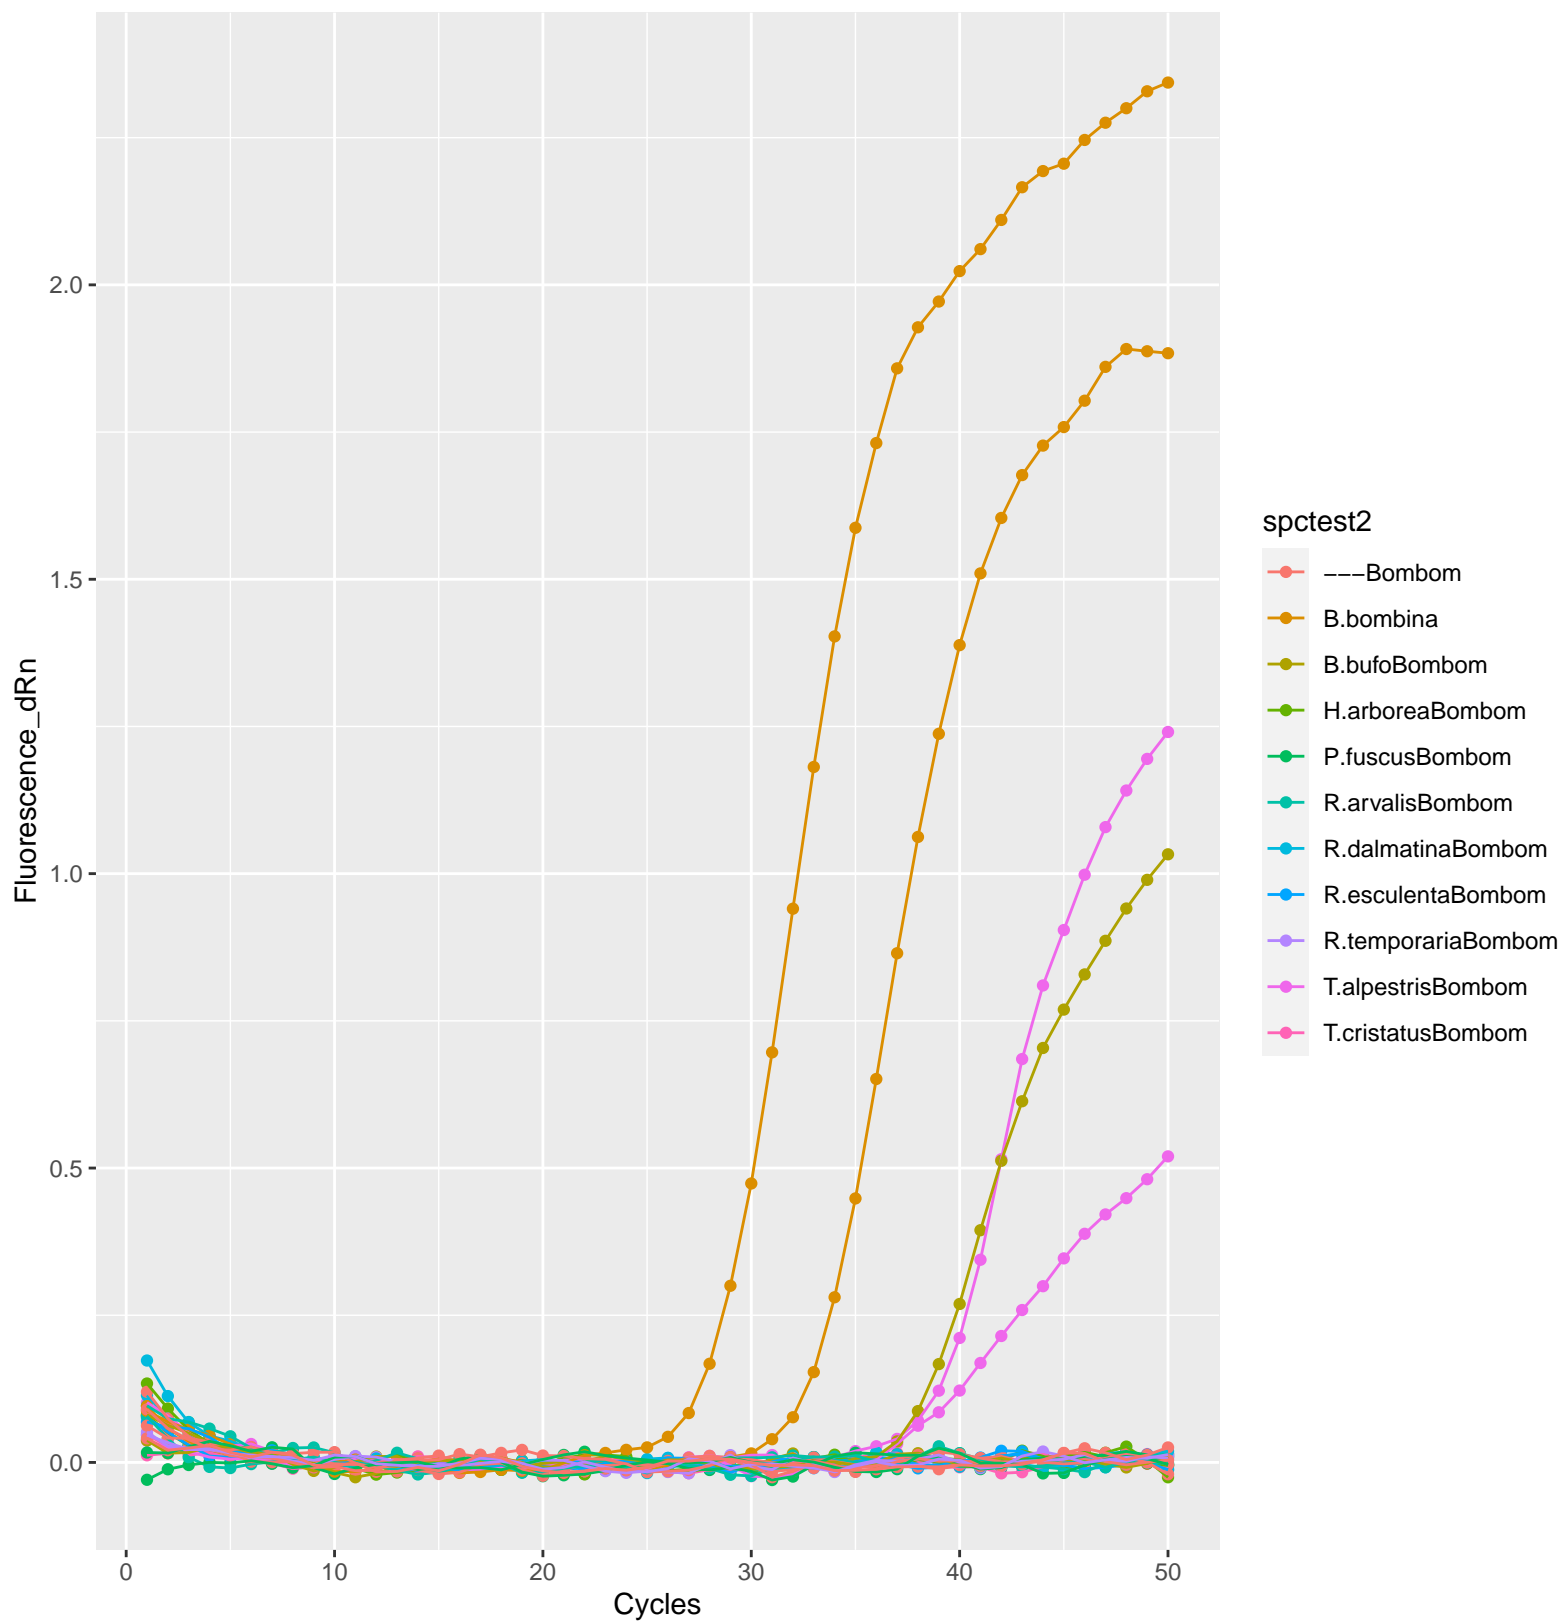 2.0
1.5
1.0
0.5
0.0
Fluorescence_dRn
0 10 20 30 40 50
Cycles
spctest2
---Bombom
B.bombina
B.bufoBombom
H.arboreaBombom
P.fuscusBombom
R.arvalisBombom
R.dalmatinaBombom
R.esculentaBombom
R.temporariaBombom
T.alpestrisBombom
T.cristatusBombom